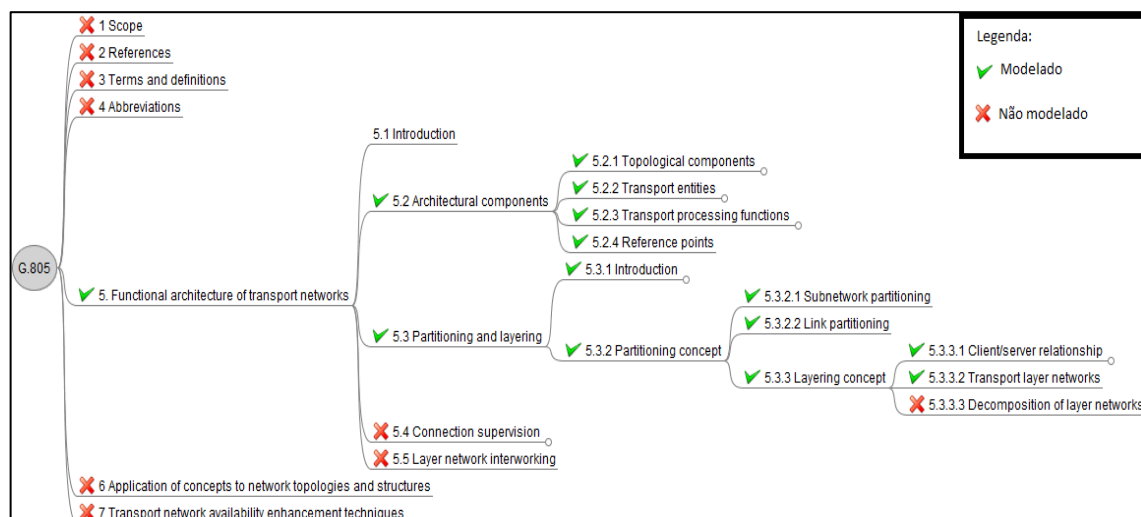 1 Scope
2 References
3 Terms and definitions
4 Abbreviations
5.1 Introduction
5.2.1 Topological components
5.2.2 Transport entities
5.2 Architectural components
5.2.3 Transport processing functions
5.2.4 Reference points
G.805
5.3.1 Introduction
5. Functional architecture of transport networks
5.3.2.1 Subnetwork partitioning
5.3.2.2 Link partitioning
5.3 Partitioning and layering
5.3.2 Partitioning concept
5.3.3.1 Client/server relationship
5.3.3 Layering concept
5.3.3.2 Transport layer networks
5.3.3.3 Decomposition of layer networks
5.4 Connection supervision
5.5 Layer network interworking
6 Application of concepts to network topologies and structures
7 Transport network availability enhancement techniques
Legenda:
Modelado
Não modelado